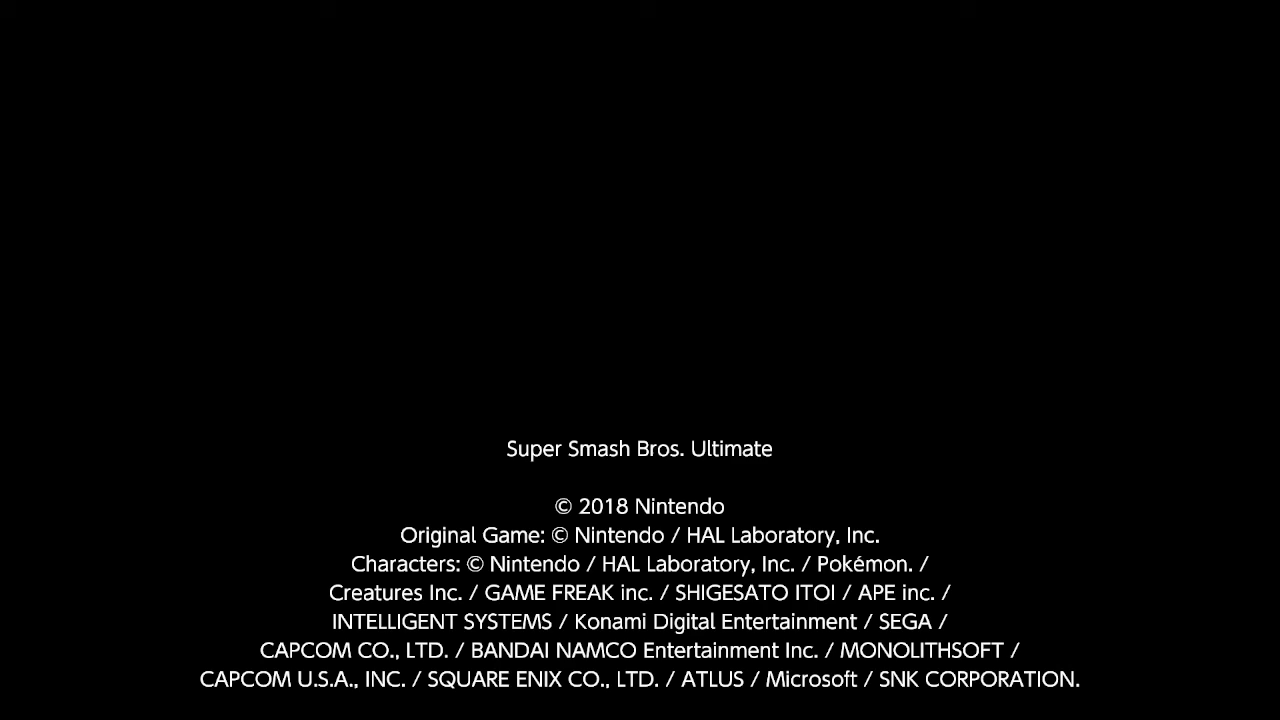 Super Smash Bros. Ultimate
© 2018 Nintendo
Original Game: © Nintendo / HAL Laboratory, Inc.
Characters: © Nintendo / HAL Laboratory, Inc. / Pokémon. /
Creatures Inc. / GAME FREAK inc. / SHIGESATO ITOI / APE inc. /
INTELLIGENT SYSTEMS / Konami Digital Entertainment / SEGA /
CAPCOM CO., LTD. / BANDAI NAMCO Entertainment Inc. / MONOLITHSOFT /
CAPCOM U.S.A., INC. / SQUARE ENIX CO., LTD. / ATLUS / Microsoft / SNK CORPORATION.